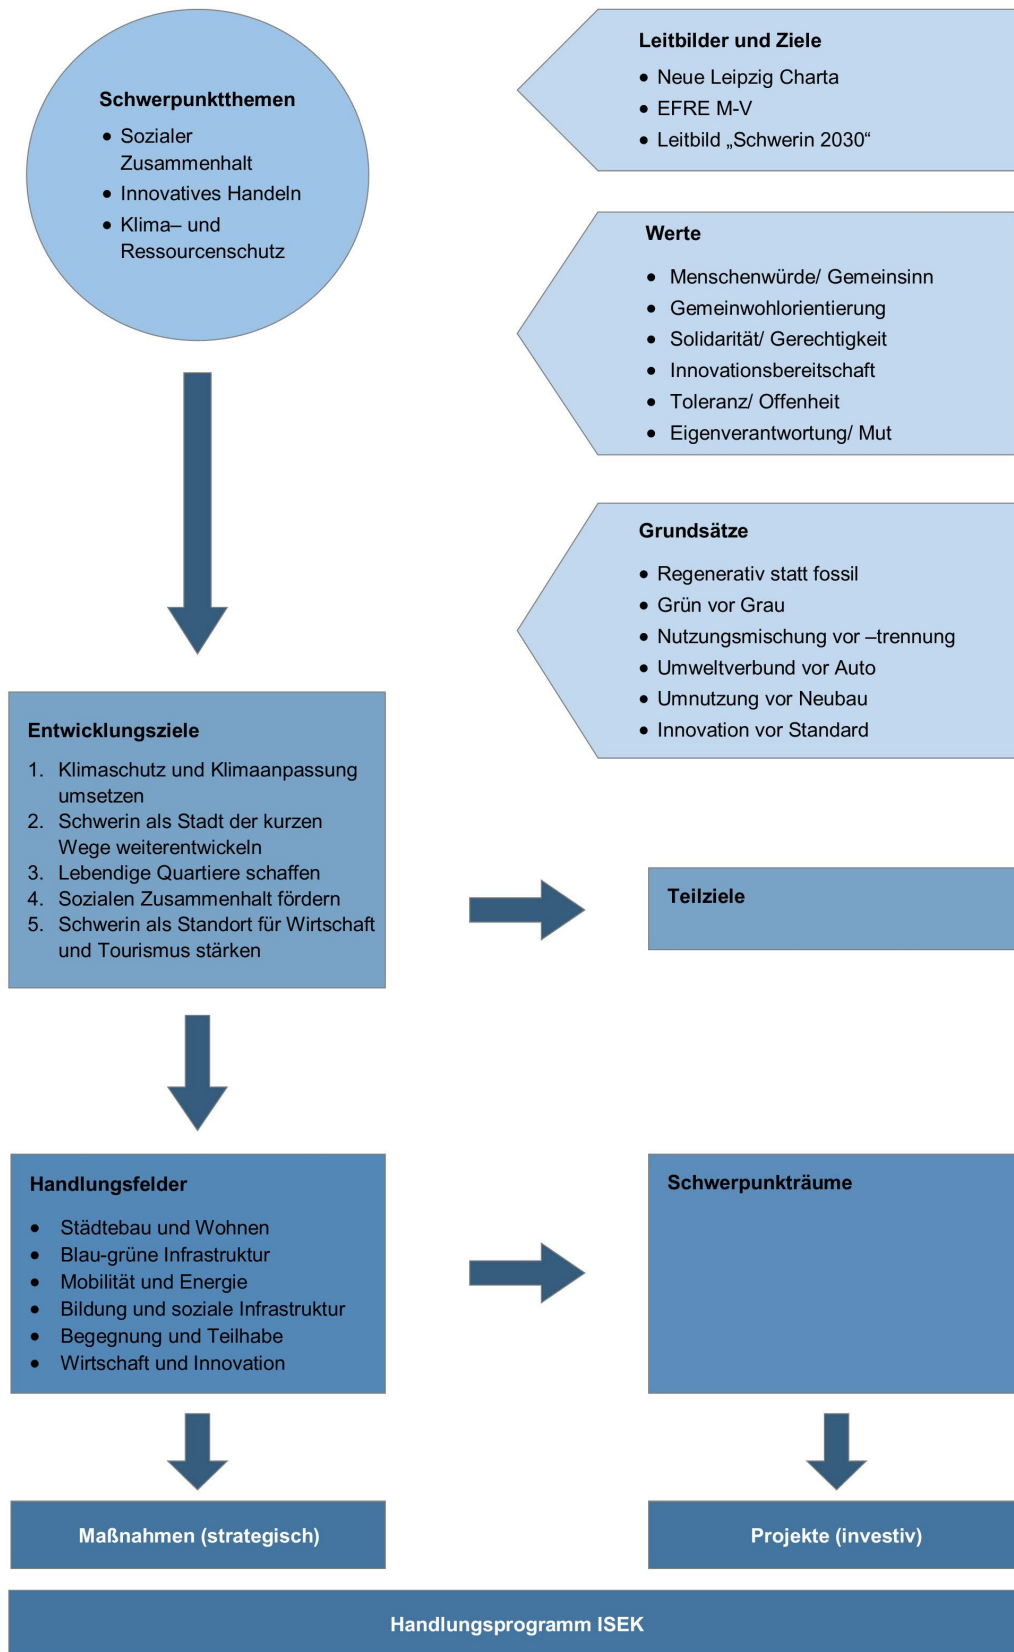 Schwerpunktthemen
• Sozialer
Zusammenhalt
• Innovatives Handeln
• Klima– und
Ressourcenschutz
Leitbilder und Ziele
• Neue Leipzig Charta
• EFRE M-V
• Leitbild „Schwerin 2030“
Werte
• Menschenwürde/ Gemeinsinn
• Gemeinwohlorientierung
• Solidarität/ Gerechtigkeit
• Innovationsbereitschaft
• Toleranz/ Offenheit
• Eigenverantwortung/ Mut
Grundsätze
• Regenerativ statt fossil
• Grün vor Grau
• Nutzungsmischung vor –trennung
• Umweltverbund vor Auto
• Umnutzung vor Neubau
• Innovation vor Standard
Entwicklungsziele
1. Klimaschutz und Klimaanpassung
umsetzen
2. Schwerin als Stadt der kurzen
Wege weiterentwickeln
3. Lebendige Quartiere schaffen
4. Sozialen Zusammenhalt fördern
5. Schwerin als Standort für Wirtschaft
und Tourismus stärken
Teilziele
Handlungsfelder
• Städtebau und Wohnen
• Blau-grüne Infrastruktur
• Mobilität und Energie
• Bildung und soziale Infrastruktur
• Begegnung und Teilhabe
• Wirtschaft und Innovation
Schwerpunkträume
Maßnahmen (strategisch)
Projekte (investiv)
Handlungsprogramm ISEK